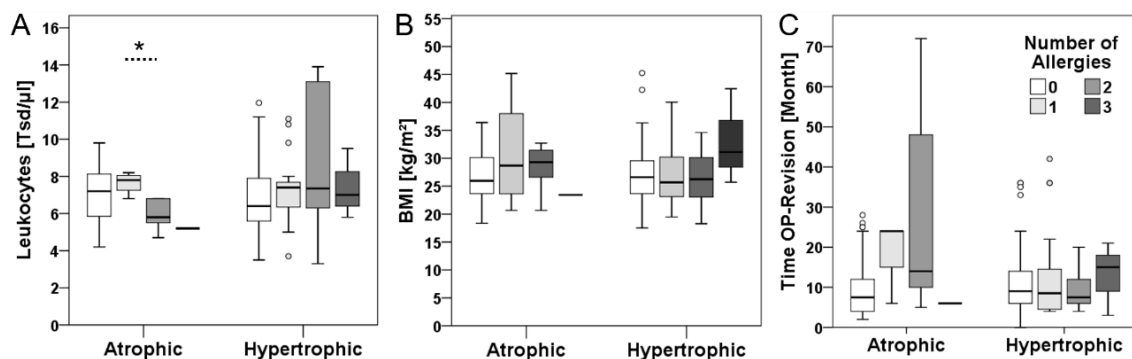 A
Leukocytes [Tsd/µl]
16
14
12
10
8
6
4
2
0
*
Atrophic
Hypertrophic
B
BMI [kg/m²]
55
50
45
40
35
30
25
20
15
10
5
0
Atrophic
Hypertrophic
C
Time OP-Revision [Month]
70
60
50
40
30
20
10
0
Number of
Allergies
0 2
1 3
Atrophic
Hypertrophic